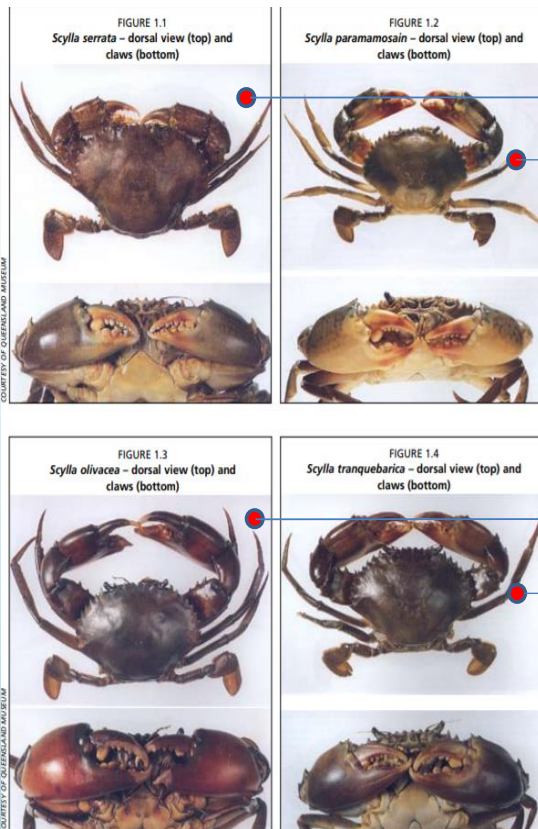 FIGURE 1.1
Scylla serrata – dorsal view (top) and
claws (bottom)
FIGURE 1.2
Scylla paramamosain – dorsal view (top) and
claws (bottom)
COURTESY OF QUEENSLAND MUSEUM
FIGURE 1.3
Scylla olivacea – dorsal view (top) and
claws (bottom)
FIGURE 1.4
Scylla tranquebarica – dorsal view (top) and
claws (bottom)
OURTESY OF QUEENSLAND MUSEUM